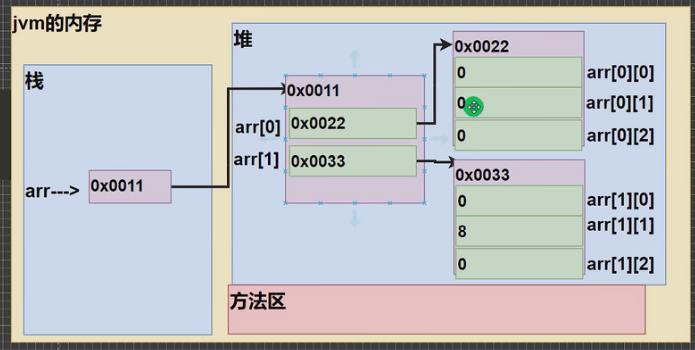 jvm的内存
栈
arr---> 0x0011
堆
0x0011
arr[0] 0x0022
arr[1] 0x0033
0x0022
0 arr[0][0]
0 arr[0][1]
0 arr[0][2]
0x0033
0 arr[1][0]
8 arr[1][1]
0 arr[1][2]
方法区